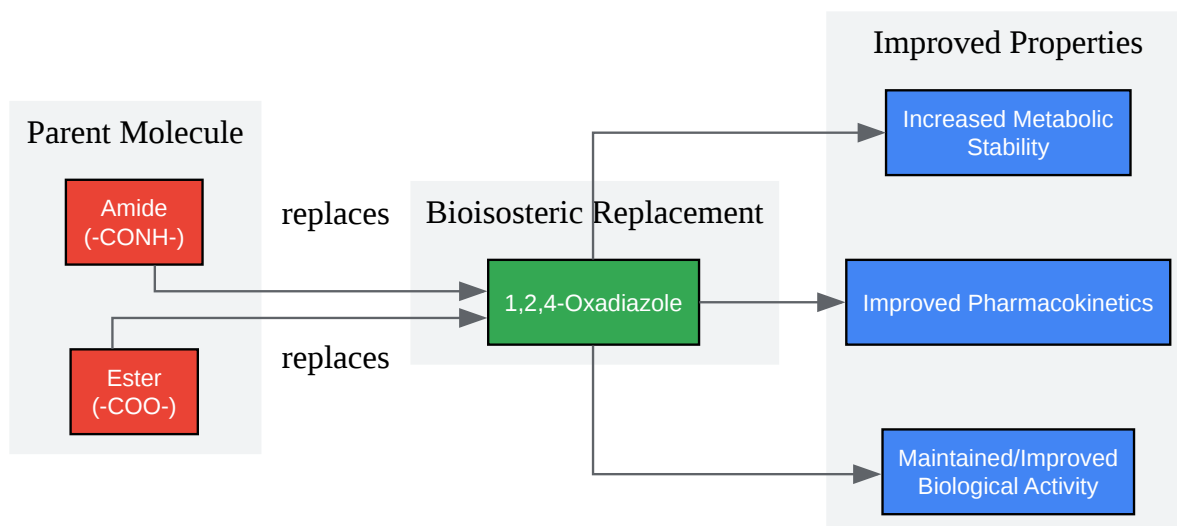 Parent Molecule
Amide
(-CONH-)
Ester
(-COO-)
replaces
replaces
Bioisosteric Replacement
1,2,4-Oxadiazole
Improved Properties
Increased Metabolic
Stability
Improved Pharmacokinetics
Maintained/Improved
Biological Activity